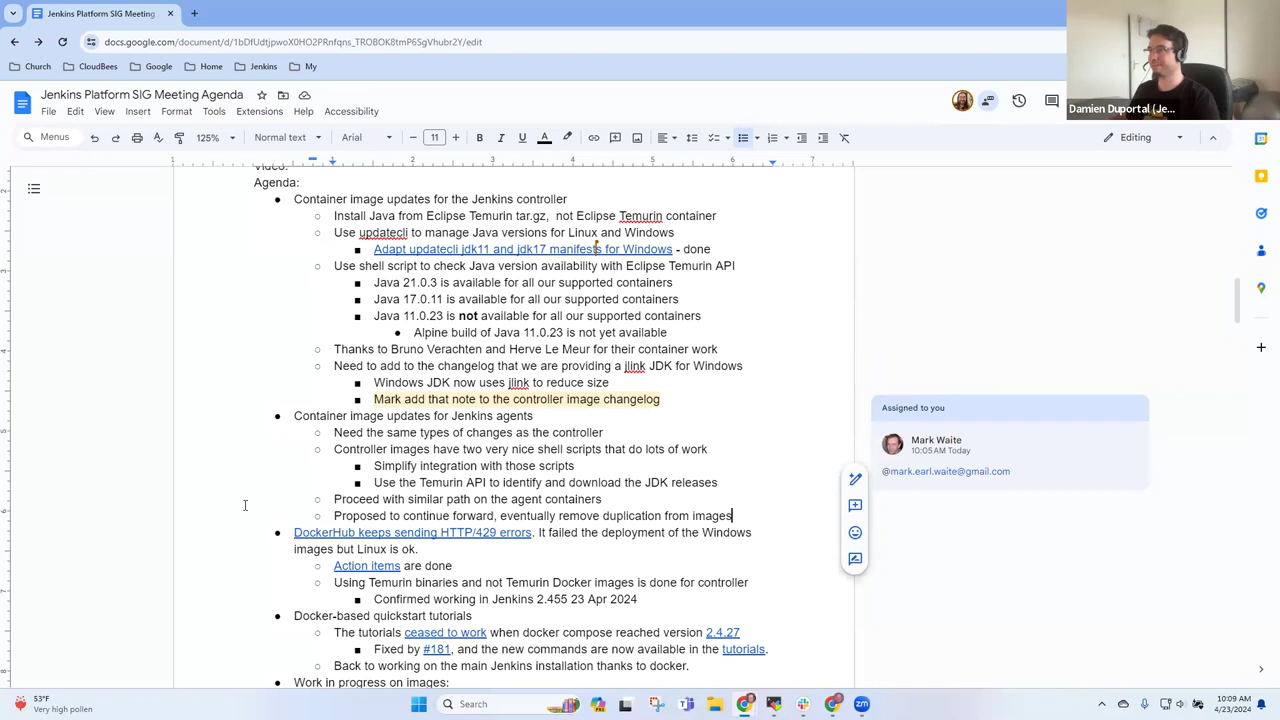 Jenkins Platform SIG Meeting
docs.google.com/document/d/1bDfUdtjpwoX0HO2PRnfqns_TROBOK8tmP6SgVhubr2Y/edit
Church
CloudBees
Google
Home
Jenkins
My
Damien Duportal (Je...
Jenkins Platform SIG Meeting Agenda
File Edit View Insert Format Tools Extensions Help
Menus 125% Normal text Arial 11 B I U A Editing
1 1 2 3 4 5 6 7
Video:
Agenda:
Container image updates for the Jenkins controller
Install Java from Eclipse Temurin tar.gz, not Eclipse Temurin container
Use updatecli to manage Java versions for Linux and Windows
Adapt updatecli jdk11 and jdk17 manifests for Windows - done
Use shell script to check Java version availability with Eclipse Temurin API
Java 21.0.3 is available for all our supported containers
Java 17.0.11 is available for all our supported containers
Java 11.0.23 is not available for all our supported containers
Alpine build of Java 11.0.23 is not yet available
Thanks to Bruno Verachten and Herve Le Meur for their container work
Need to add to the changelog that we are providing a jlink JDK for Windows
Windows JDK now uses jlink to reduce size
Mark add that note to the controller image changelog
Container image updates for Jenkins agents
Need the same types of changes as the controller
Controller images have two very nice shell scripts that do lots of work
Simplify integration with those scripts
Use the Temurin API to identify and download the JDK releases
Proceed with similar path on the agent containers
Proposed to continue forward, eventually remove duplication from images
DockerHub keeps sending HTTP/429 errors. It failed the deployment of the Windows
images but Linux is ok.
Action items are done
Using Temurin binaries and not Temurin Docker images is done for controller
Confirmed working in Jenkins 2.455 23 Apr 2024
Docker-based quickstart tutorials
The tutorials ceased to work when docker compose reached version 2.4.27
Fixed by #181, and the new commands are now available in the tutorials.
Back to working on the main Jenkins installation thanks to docker.
Work in progress on images:
Assigned to you
Mark Waite
10:05 AM Today
@mark.earl.waite@gmail.com
53°F
Very high pollen
Search
10:09 AM
4/23/2024